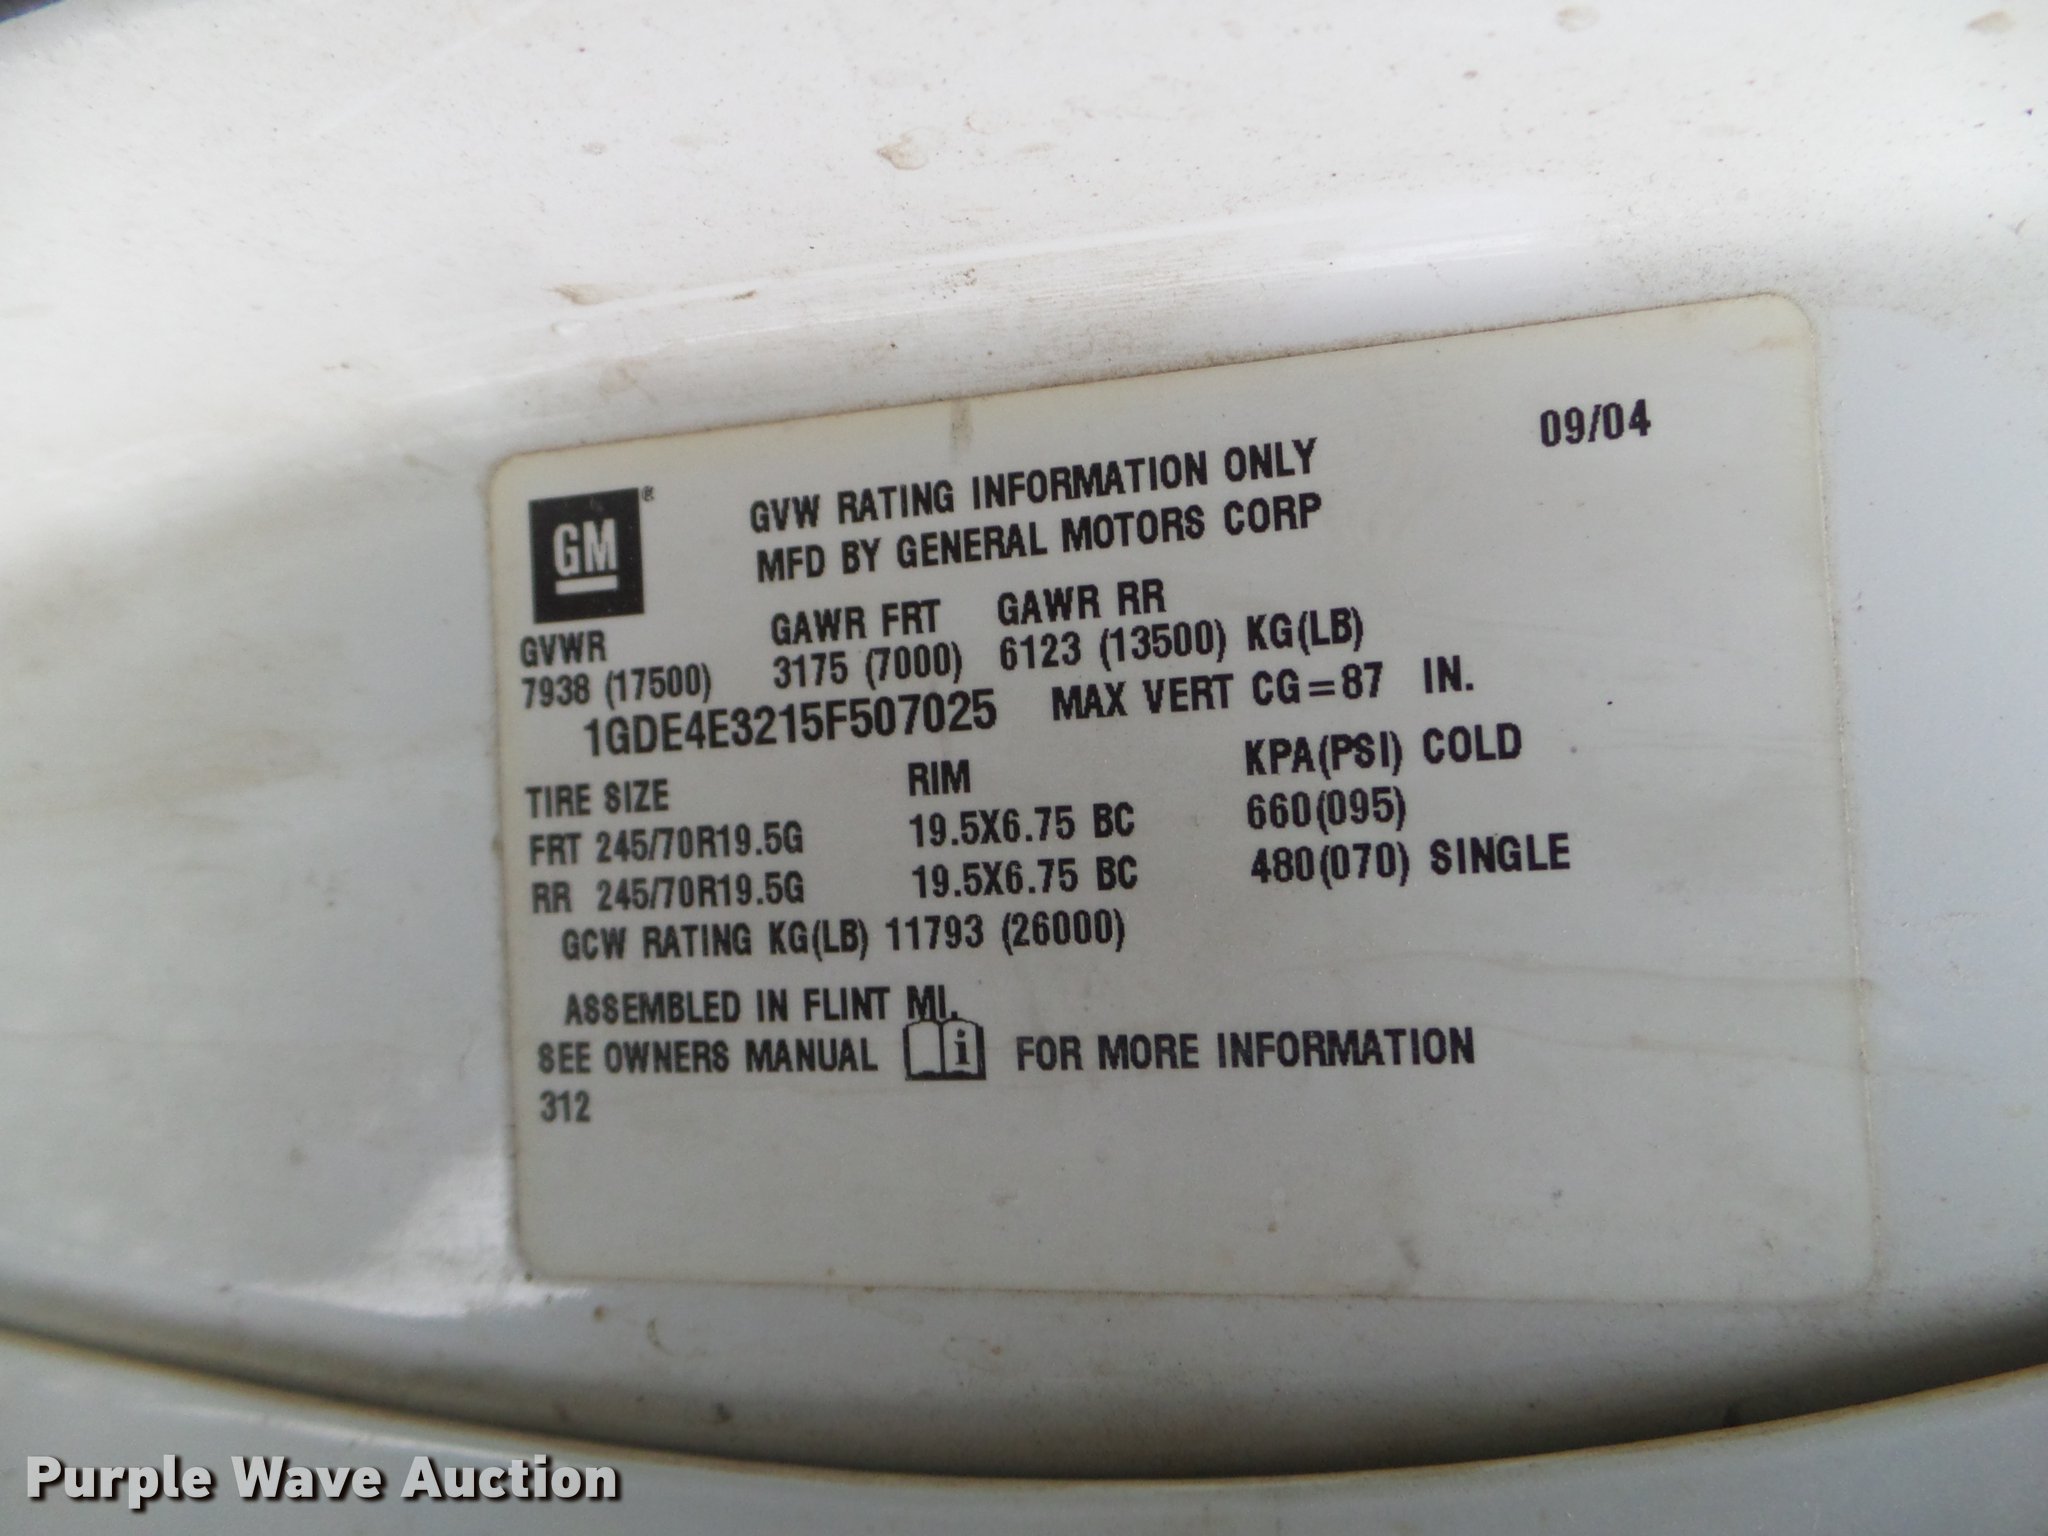 09/04
GM®
GVW RATING INFORMATION ONLY
MFD BY GENERAL MOTORS CORP
GVWR GAWR FRT GAWR RR
7938 (17500) 3175 (7000) 6123 (13500) KG(LB)
1GDE4E3215F507025 MAX VERT CG=87 IN.
TIRE SIZE RIM KPA(PSI) COLD
FRT 245/70R19.5G 19.5X6.75 BC 660(095)
RR 245/70R19.5G 19.5X6.75 BC 480(070) SINGLE
GCW RATING KG(LB) 11793 (26000)
ASSEMBLED IN FLINT MI.
SEE OWNERS MANUAL i FOR MORE INFORMATION
312
Purple Wave Auction